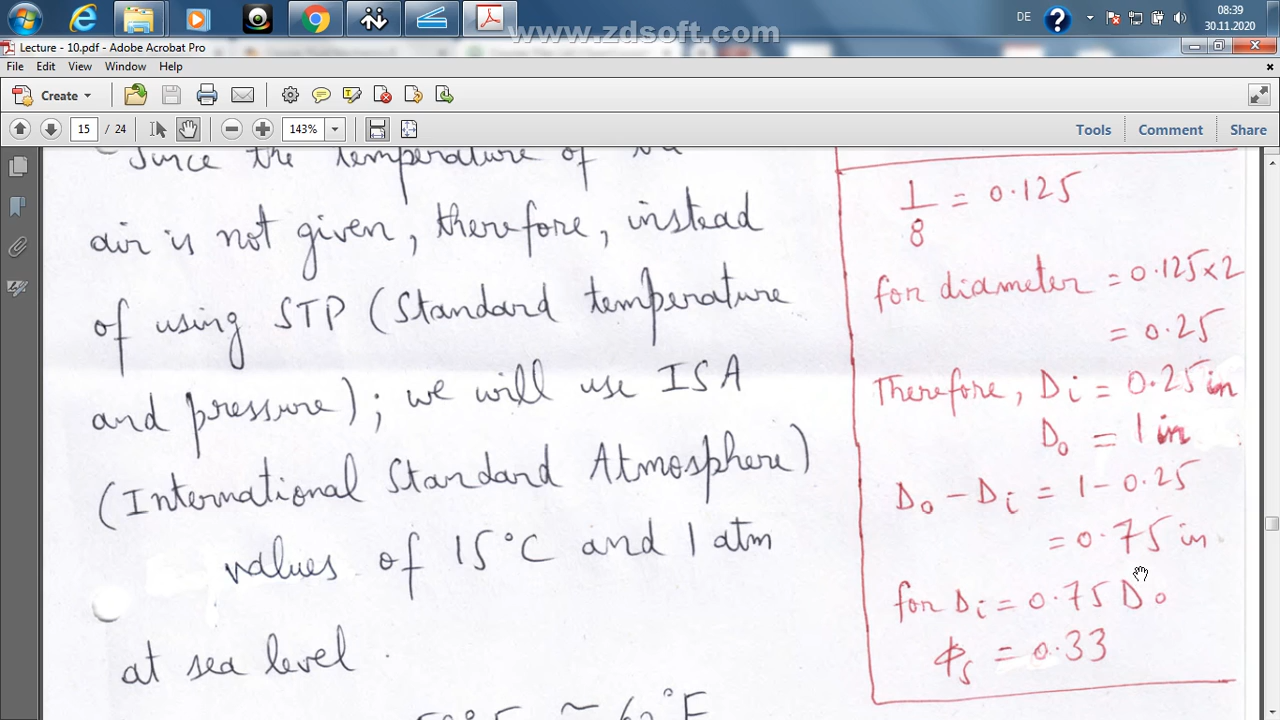 08:39
DE
30.11.2020
www.zdsoft.com
Lecture - 10.pdf - Adobe Acrobat Pro
File Edit View Window Help
Create
15 / 24 143% Tools Comment Share
Since the temperature of
air is not given, therefore, instead
of using STP (Standard temperature
and pressure); we will use ISA
(International Standard Atmosphere)
values of 15°C and 1 atm
at sea level.
≈ 60°F
1/8 = 0.125
for diameter = 0.125×2
= 0.25
Therefore, Di = 0.25 in
Do = 1 in
Do - Di = 1 - 0.25
= 0.75 in
for Di = 0.75 Do
ϕs = 0.33